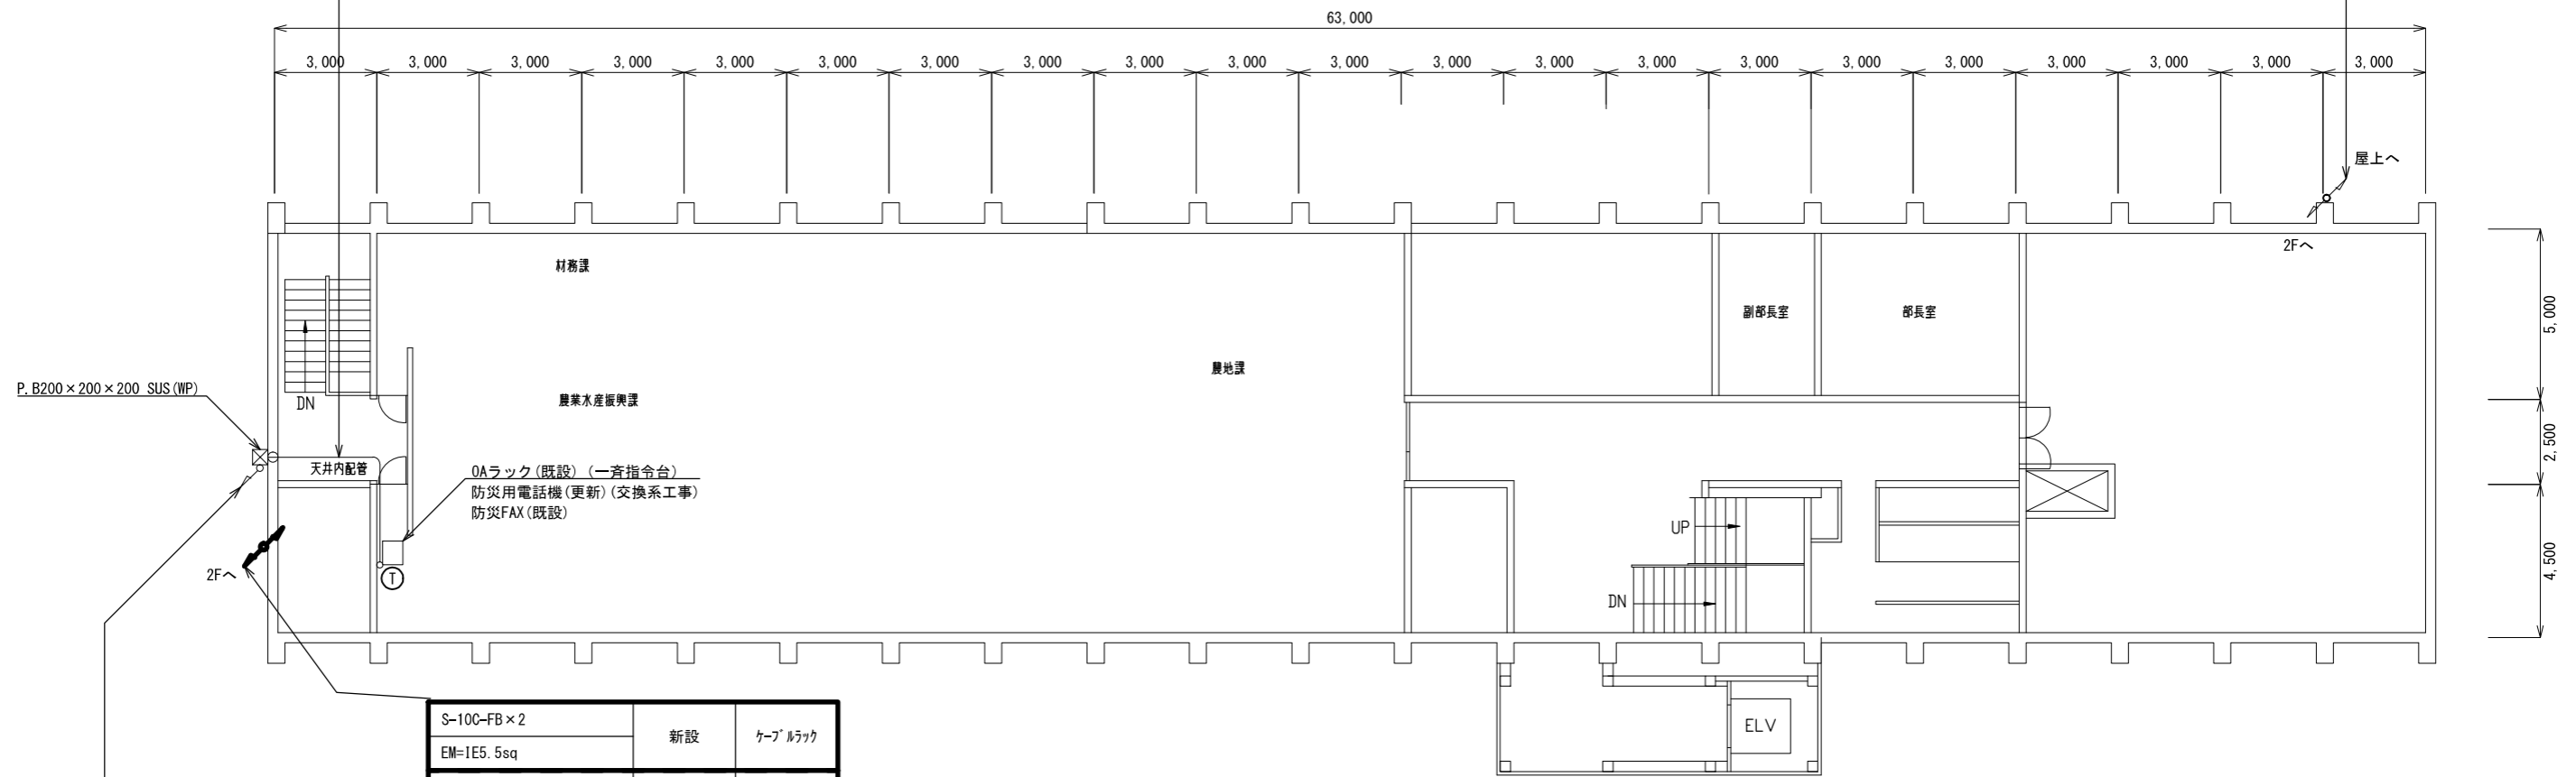 63,000
3,000 3,000 3,000 3,000 3,000 3,000 3,000 3,000 3,000 3,000 3,000 3,000 3,000 3,000 3,000 3,000 3,000 3,000 3,000 3,000 3,000
屋上へ
2Fへ
材務課
副部長室
部長室
5,000
農地課
P.B200×200×200 SUS(WP)
DN
農業水産振興課
2,500
天井内配管
OAラック(既設)(一斉指令台)
防災用電話機(更新)(交換系工事)
防災FAX(既設)
UP
4,500
2Fへ
T
DN
S-10C-FB×2
新設
ケーブルラック
EM=IE5.5sq
ELV